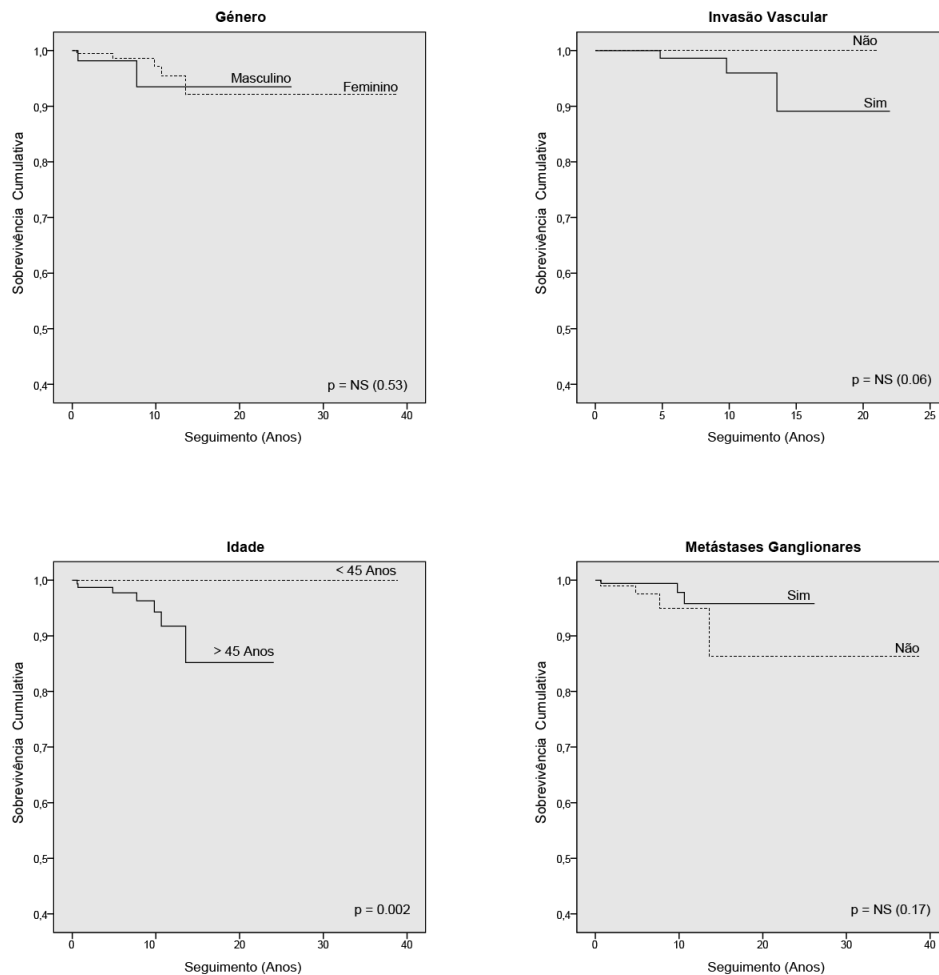 Género
Sobrevivência Cumulativa
1,0
0,9
0,8
0,7
0,6
0,5
0,4
Masculino
Feminino
p = NS (0.53)
0 10 20 30 40
Seguimento (Anos)
Invasão Vascular
Sobrevivência Cumulativa
1,0
0,9
0,8
0,7
0,6
0,5
0,4
Não
Sim
p = NS (0.06)
0 5 10 15 20 25
Seguimento (Anos)
Idade
Sobrevivência Cumulativa
1,0
0,9
0,8
0,7
0,6
0,5
0,4
< 45 Anos
> 45 Anos
p = 0.002
0 10 20 30 40
Seguimento (Anos)
Metástases Ganglionares
Sobrevivência Cumulativa
1,0
0,9
0,8
0,7
0,6
0,5
0,4
Sim
Não
p = NS (0.17)
0 10 20 30 40
Seguimento (Anos)